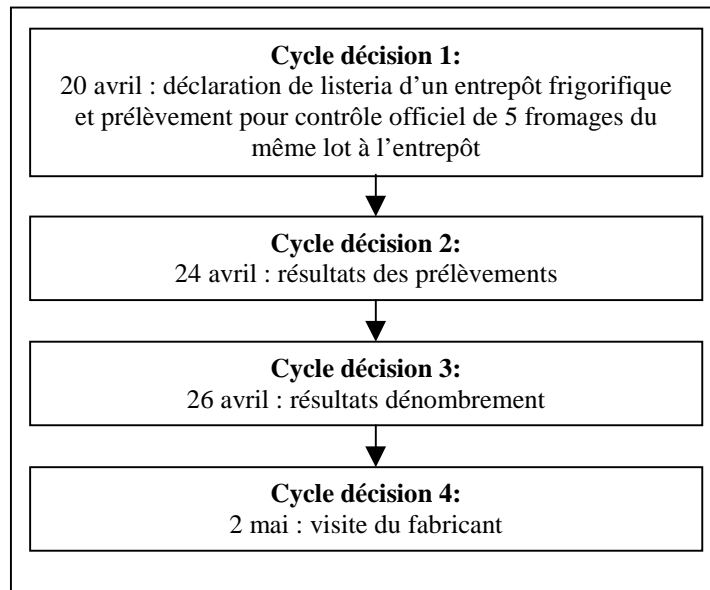 Cycle décision 1:
20 avril : déclaration de listeria d’un entrepôt frigorifique
et prélèvement pour contrôle officiel de 5 fromages du
même lot à l’entrepôt
Cycle décision 2:
24 avril : résultats des prélèvements
Cycle décision 3:
26 avril : résultats dénombrement
Cycle décision 4:
2 mai : visite du fabricant